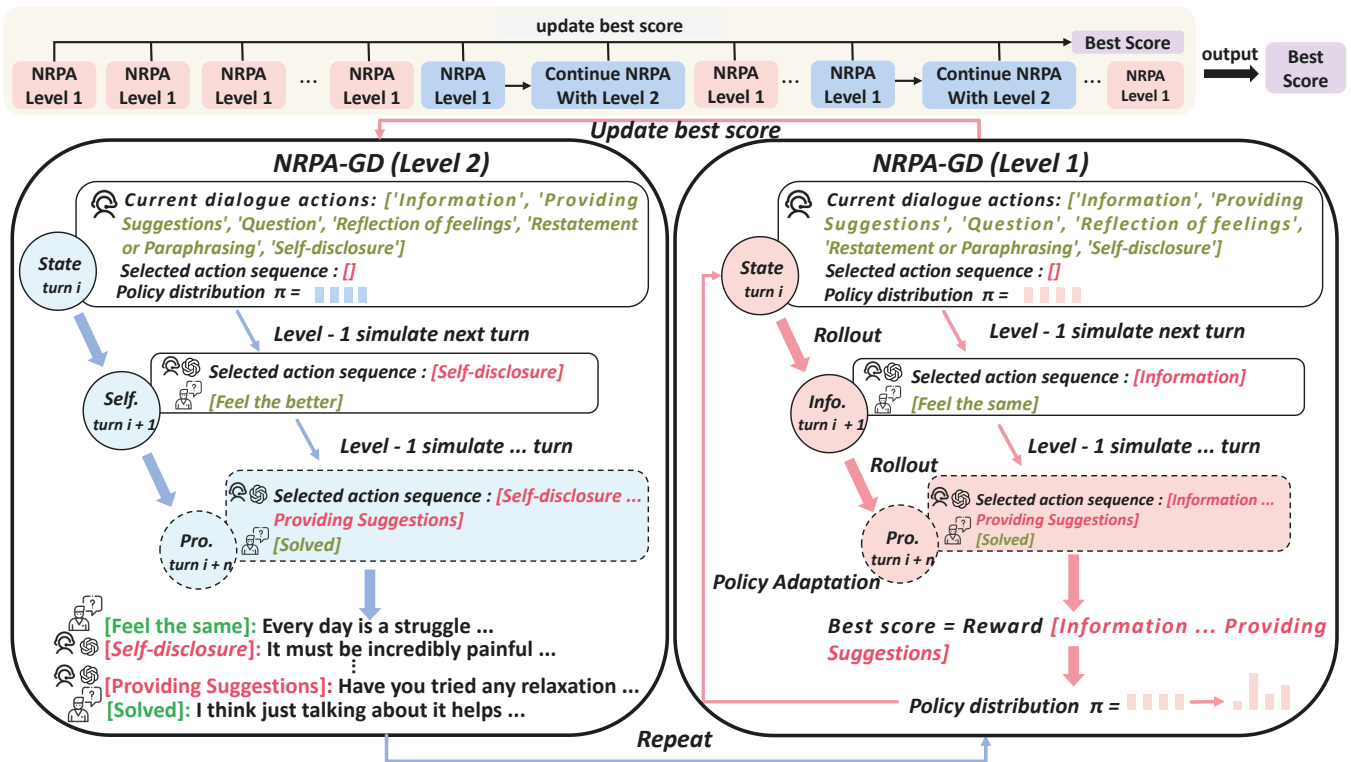 update best score
Best Score
NRPA
Level 1
NRPA
Level 1
NRPA
Level 1
...
NRPA
Level 1
NRPA
Level 1
Continue NRPA
With Level 2
NRPA
Level 1
...
NRPA
Level 1
Continue NRPA
With Level 2
...
NRPA
Level 1
output
Best
Score
Update best score
NRPA-GD (Level 2)
Current dialogue actions: ['Information', 'Providing
Suggestions', 'Question', 'Reflection of feelings', 'Restatement
or Paraphrasing', 'Self-disclosure']
Selected action sequence : []
Policy distribution π =
State
turn i
Level - 1 simulate next turn
Selected action sequence : [Self-disclosure]
[Feel the better]
Self.
turn i + 1
Level - 1 simulate ... turn
Selected action sequence : [Self-disclosure ...
Providing Suggestions]
[Solved]
Pro.
turn i + n
[Feel the same]: Every day is a struggle ...
[Self-disclosure]: It must be incredibly painful ...
⋮
[Providing Suggestions]: Have you tried any relaxation ...
[Solved]: I think just talking about it helps ...
NRPA-GD (Level 1)
Current dialogue actions: ['Information', 'Providing
Suggestions', 'Question', 'Reflection of feelings',
'Restatement or Paraphrasing', 'Self-disclosure']
Selected action sequence : []
Policy distribution π =
State
turn i
Rollout
Level - 1 simulate next turn
Selected action sequence : [Information]
[Feel the same]
Info.
turn i + 1
Level - 1 simulate ... turn
Rollout
Selected action sequence : [Information ...
Providing Suggestions]
[Solved]
Pro.
turn i + n
Policy Adaptation
Best score = Reward [Information ... Providing
Suggestions]
Policy distribution π =
Repeat